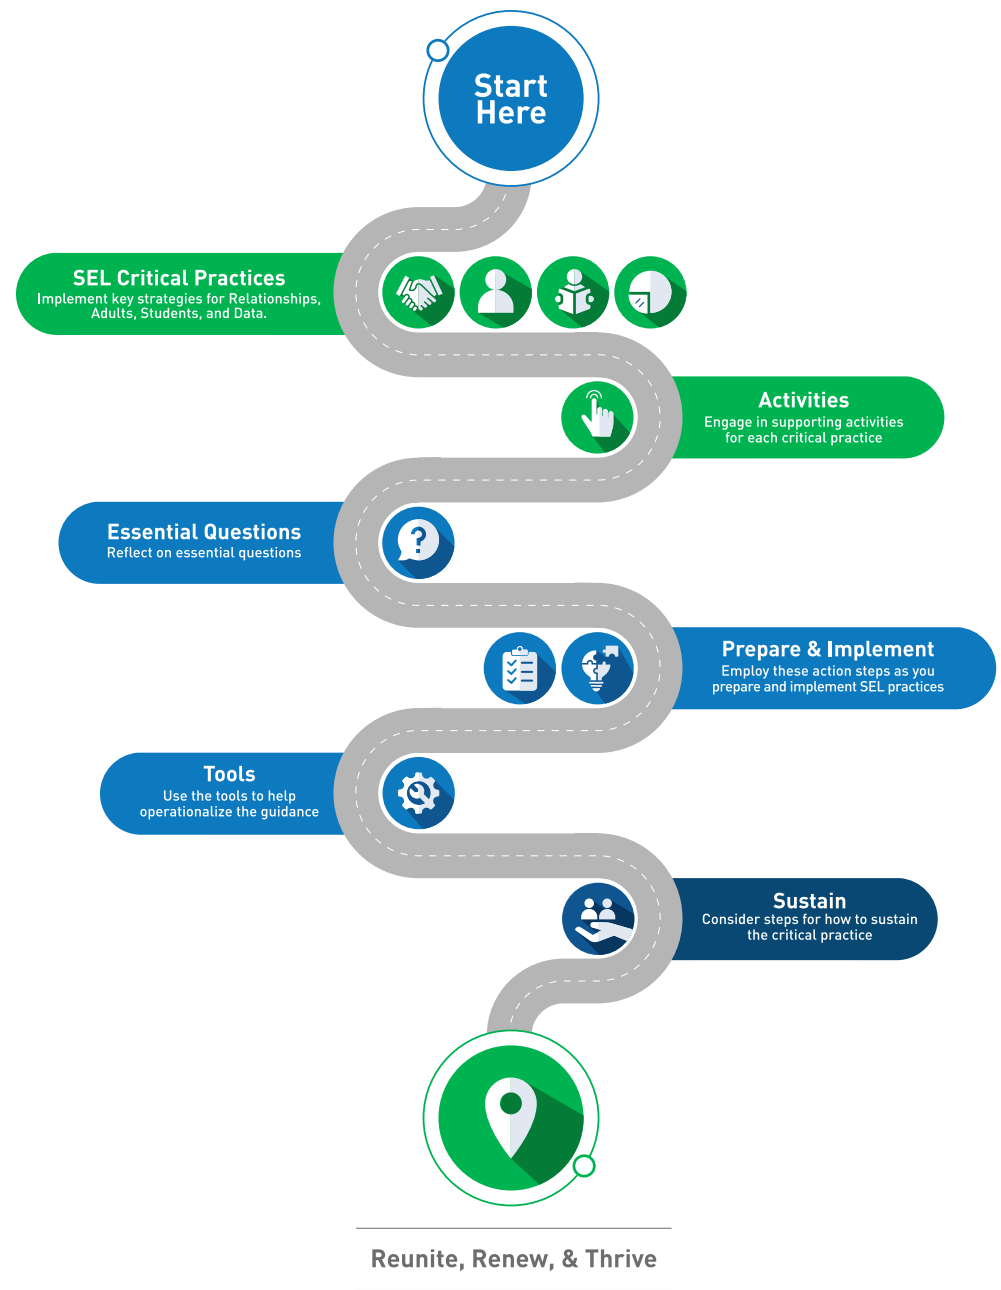 Start
Here
SEL Critical Practices
Implement key strategies for Relationships,
Adults, Students, and Data.
Activities
Engage in supporting activities
for each critical practice
Essential Questions
Reflect on essential questions
Prepare & Implement
Employ these action steps as you
prepare and implement SEL practices
Tools
Use the tools to help
operationalize the guidance
Sustain
Consider steps for how to sustain
the critical practice
Reunite, Renew, & Thrive